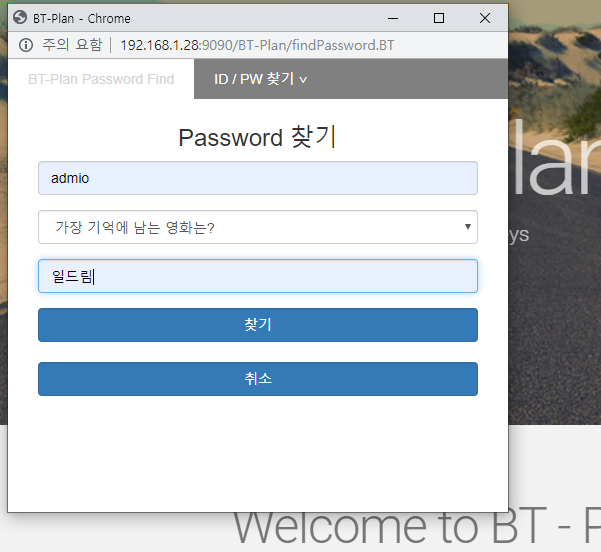 BT-Plan - Chrome
주의 요함 192.168.1.28:9090/BT-Plan/findPassword.BT
BT-Plan Password Find ID / PW 찾기 ∨
Password 찾기
admio
가장 기억에 남는 영화는?
일드림
찾기
취소
lan
ys
Welcome to BT - P